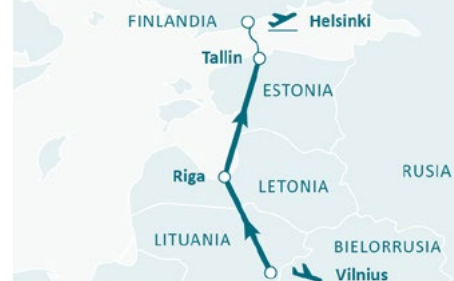 FINLANDIA
Helsinki
Tallin
ESTONIA
Riga
LETONIA
RUSIA
LITUANIA
BIELORRUSIA
Vilnius